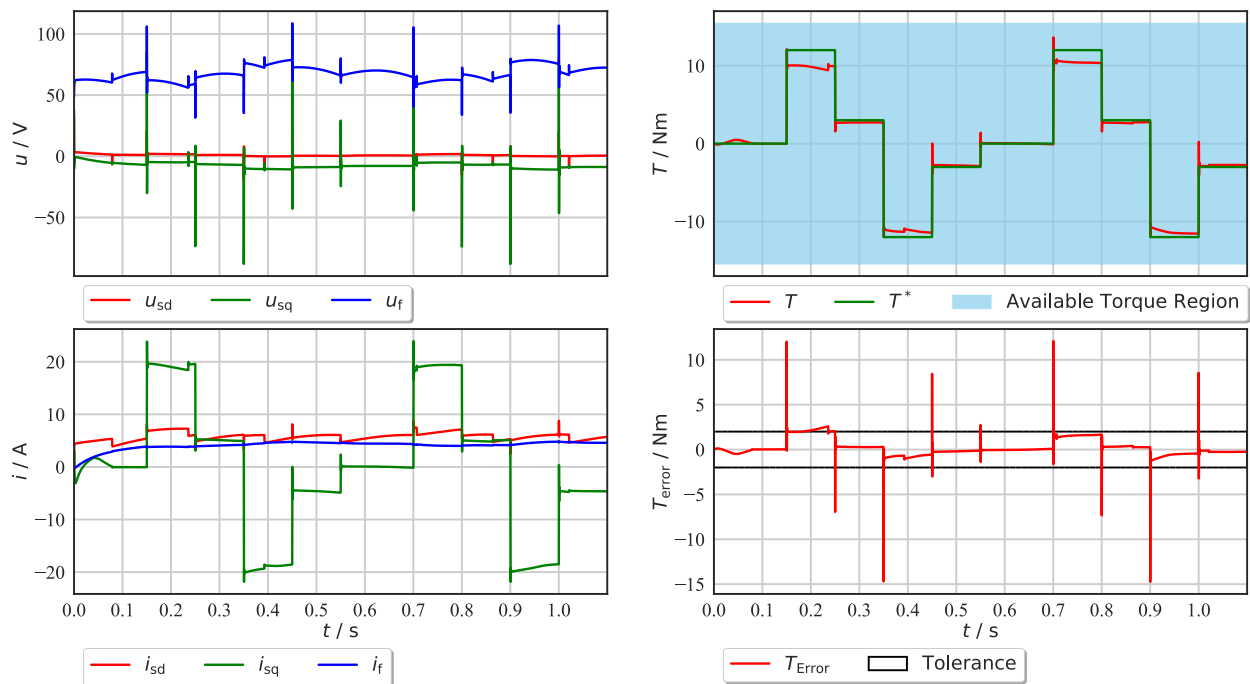 100
50
0
−50
u / V
u_sd u_sq u_f
10
0
−10
T / Nm
T T* Available Torque Region
20
10
0
−10
−20
i / A
0.0 0.1 0.2 0.3 0.4 0.5 0.6 0.7 0.8 0.9 1.0
t / s
i_sd i_sq i_f
10
5
0
−5
−10
−15
T_error / Nm
0.0 0.1 0.2 0.3 0.4 0.5 0.6 0.7 0.8 0.9 1.0
t / s
T_Error Tolerance